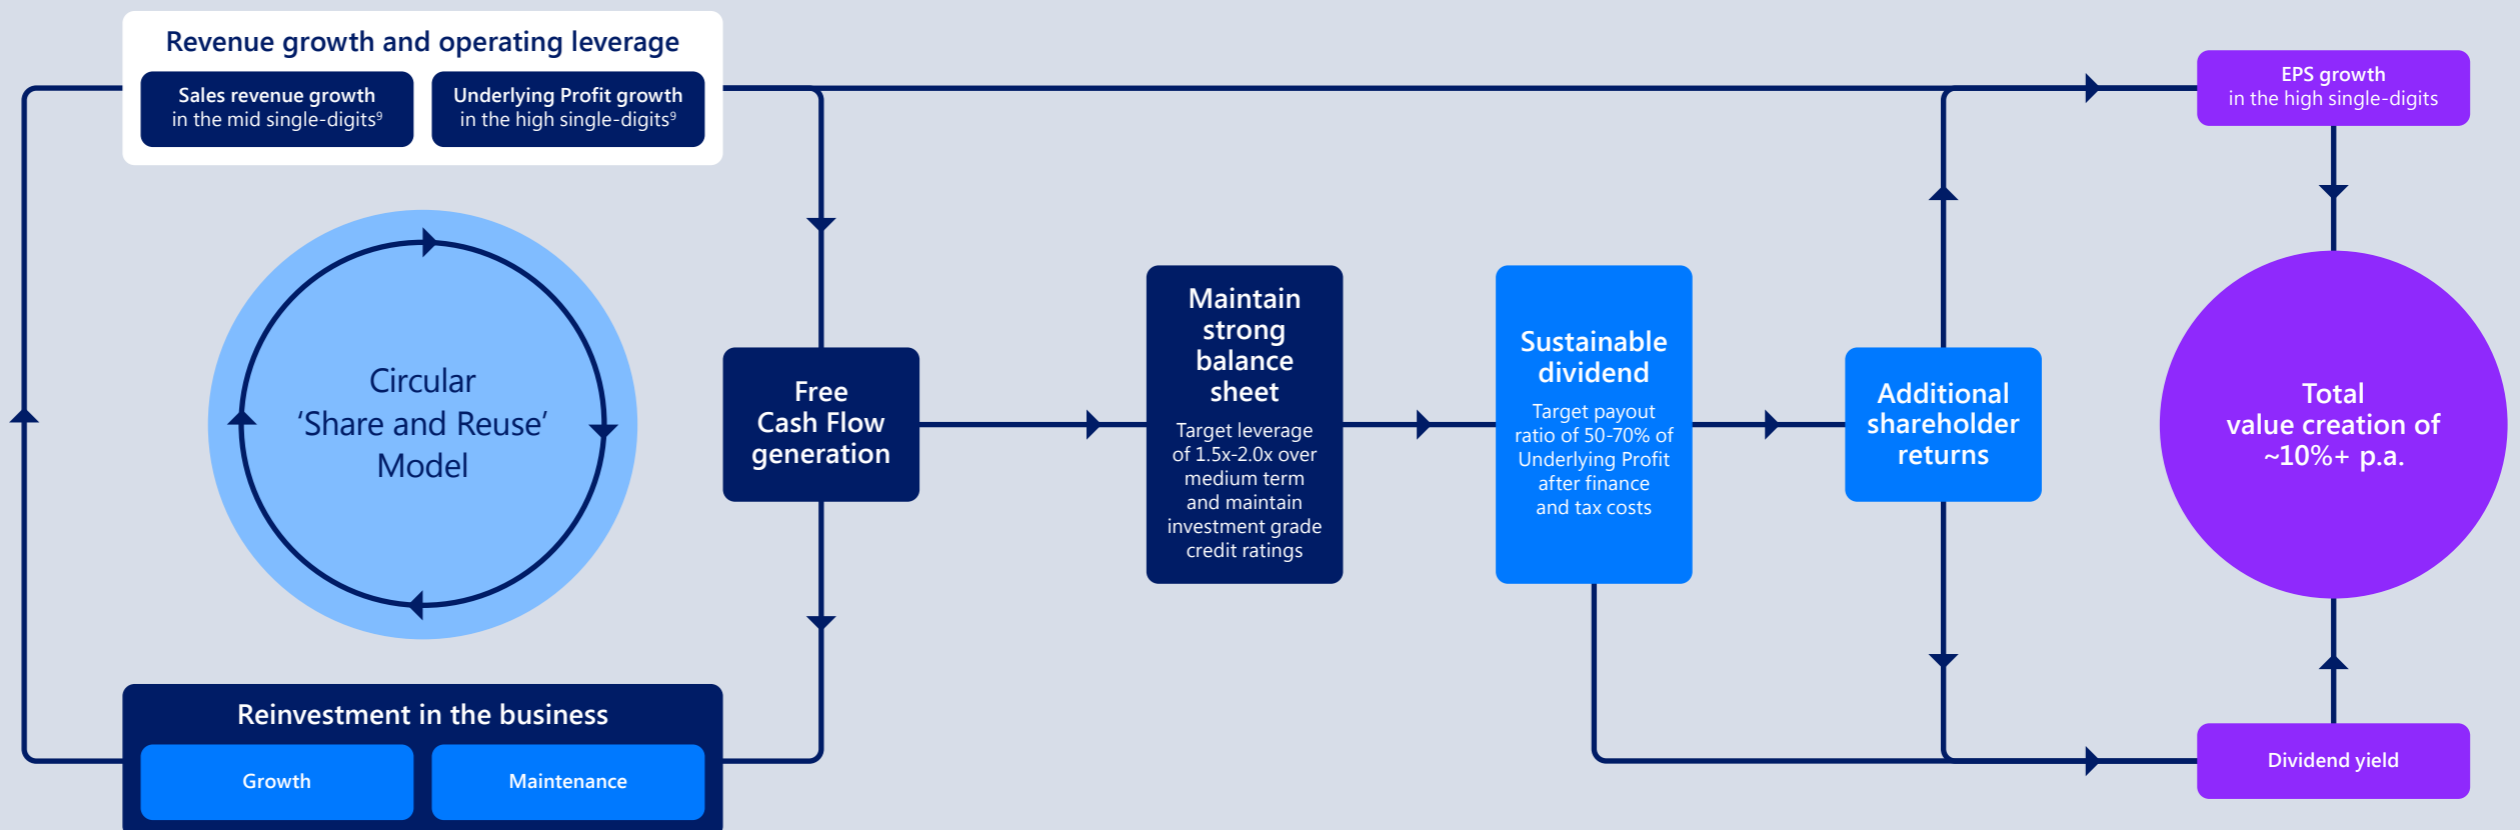 Revenue growth and operating leverage
Sales revenue growth
in the mid single-digits⁹
Underlying Profit growth
in the high single-digits⁹
EPS growth
in the high single-digits
Circular
‘Share and Reuse’
Model
Free
Cash Flow
generation
Maintain
strong
balance
sheet
Target leverage
of 1.5x-2.0x over
medium term
and maintain
investment grade
credit ratings
Sustainable
dividend
Target payout
ratio of 50-70% of
Underlying Profit
after finance
and tax costs
Additional
shareholder
returns
Total
value creation of
~10%+ p.a.
Reinvestment in the business
Growth
Maintenance
Dividend yield